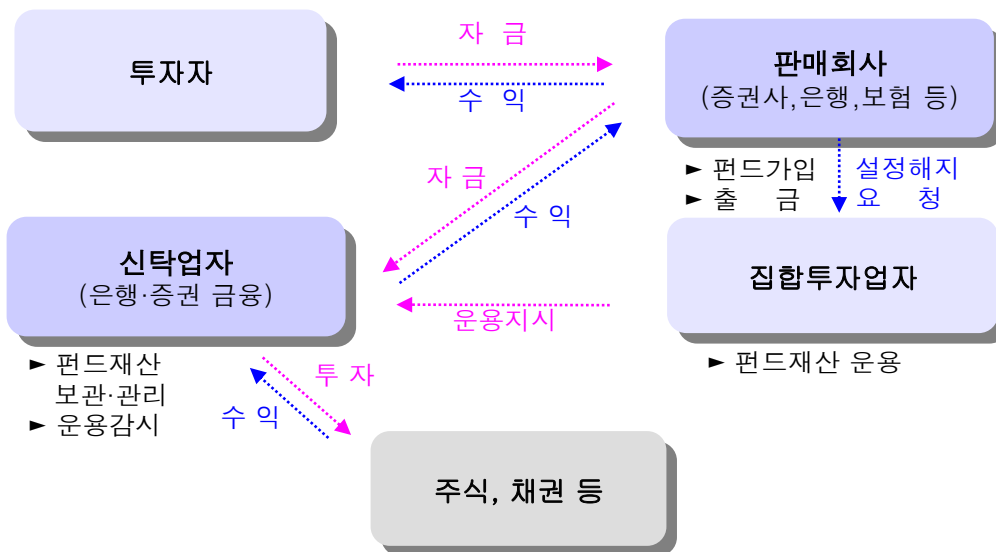 자 금
투자자
수 익
판매회사
(증권사,은행,보험 등)
► 펀드가입
► 출 금
설정해지
요 청
자 금
수 익
신탁업자
(은행·증권 금융)
집합투자업자
운용지시
► 펀드재산
보관·관리
► 운용감시
► 펀드재산 운용
투 자
수 익
주식, 채권 등